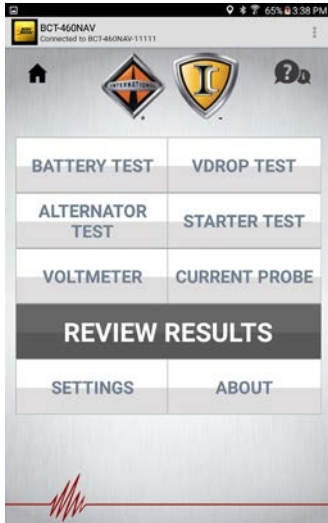 65% 3:38 PM
BCT-460NAV
Connected to BCT-460NAV-11111
INTERNATIONAL
®
I
™
?
BATTERY TEST
VDROP TEST
ALTERNATOR
TEST
STARTER TEST
VOLTMETER
CURRENT PROBE
REVIEW RESULTS
SETTINGS
ABOUT